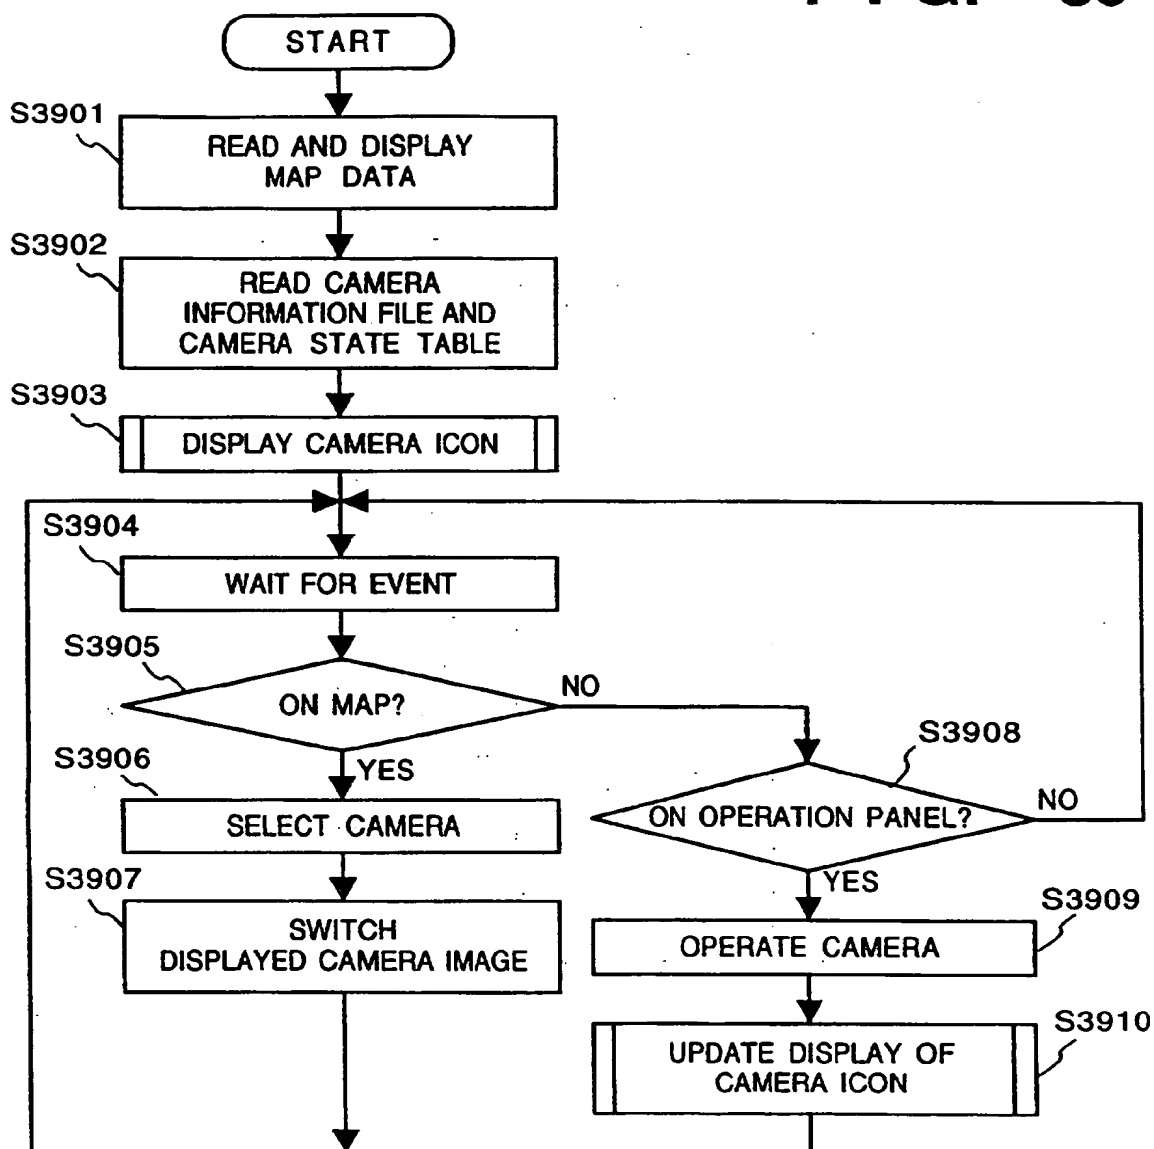 START
S3901
READ AND DISPLAY
MAP DATA
S3902
READ CAMERA
INFORMATION FILE AND
CAMERA STATE TABLE
S3903
DISPLAY CAMERA ICON
S3904
WAIT FOR EVENT
S3905
ON MAP?
NO
YES
S3906
SELECT CAMERA
S3907
SWITCH
DISPLAYED CAMERA IMAGE
S3908
ON OPERATION PANEL?
NO
YES
S3909
OPERATE CAMERA
S3910
UPDATE DISPLAY OF
CAMERA ICON